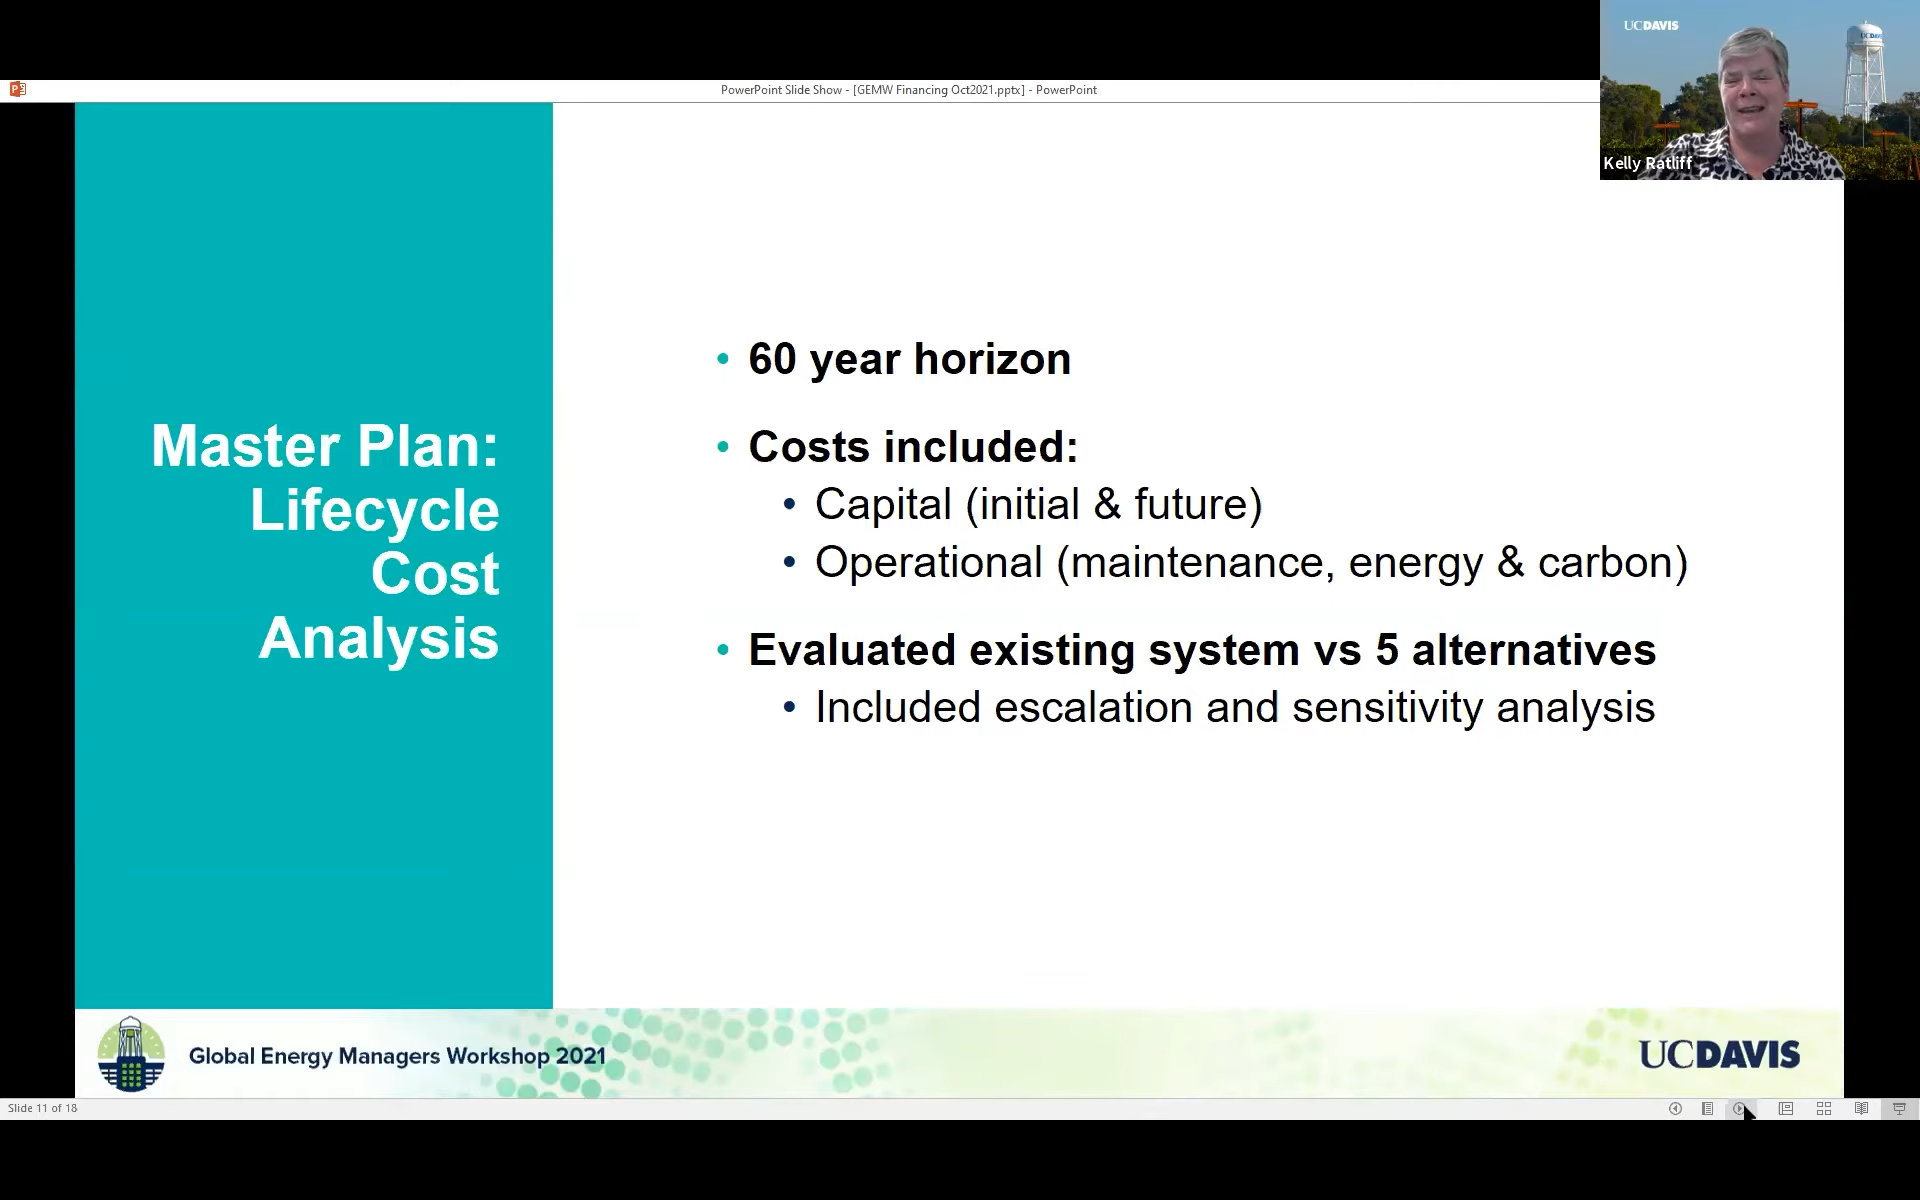 UCDAVIS
UCDAVIS
Kelly Ratliff
PowerPoint Slide Show - [GEMW Financing Oct2021.pptx] - PowerPoint
Master Plan:
Lifecycle
Cost
Analysis
• 60 year horizon
• Costs included:
• Capital (initial & future)
• Operational (maintenance, energy & carbon)
• Evaluated existing system vs 5 alternatives
• Included escalation and sensitivity analysis
Global Energy Managers Workshop 2021
UCDAVIS
Slide 11 of 18